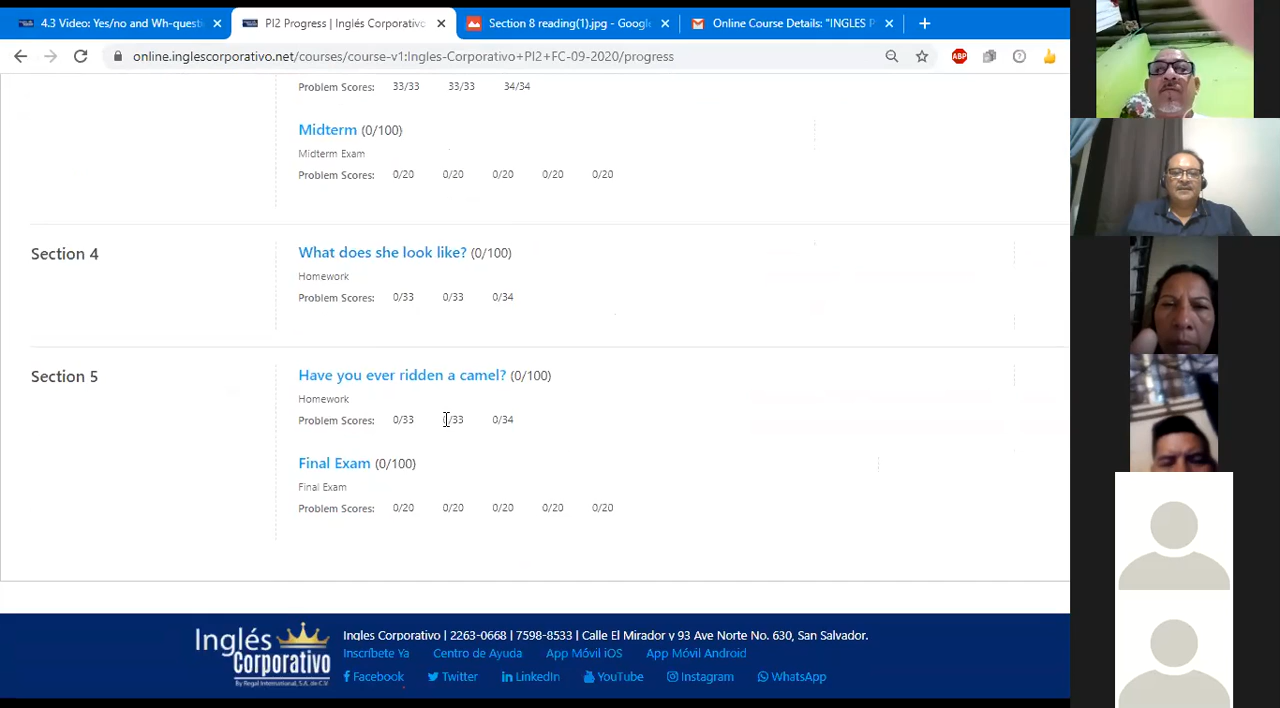 4.3 Video: Yes/no and Wh-questi
PI2 Progress | Inglés Corporativo
Section 8 reading(1).jpg - Google
Online Course Details: "INGLES P
online.inglescorporativo.net/courses/course-v1:Ingles-Corporativo+PI2+FC-09-2020/progress
ABP
Problem Scores: 33/33 33/33 34/34
Midterm (0/100)
Midterm Exam
Problem Scores: 0/20 0/20 0/20 0/20 0/20
Section 4
What does she look like? (0/100)
Homework
Problem Scores: 0/33 0/33 0/34
Section 5
Have you ever ridden a camel? (0/100)
Homework
Problem Scores: 0/33 0/33 0/34
Final Exam (0/100)
Final Exam
Problem Scores: 0/20 0/20 0/20 0/20 0/20
Inglés Corporativo
By Regal International, S.A. de C.V.
Ingles Corporativo | 2263-0668 | 7598-8533 | Calle El Mirador y 93 Ave Norte No. 630, San Salvador.
Inscríbete Ya Centro de Ayuda App Móvil iOS App Móvil Android
Facebook Twitter LinkedIn YouTube Instagram WhatsApp